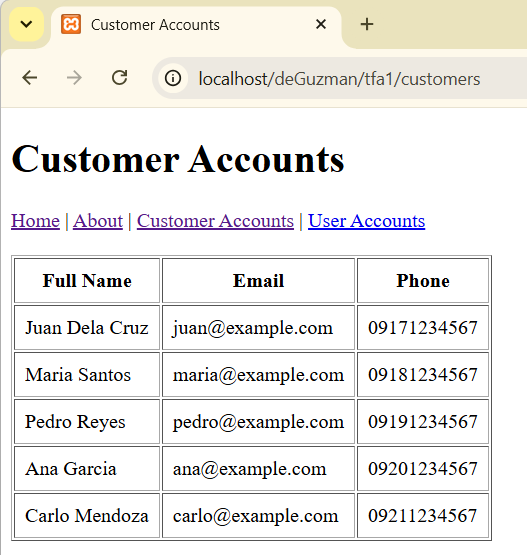 Customer Accounts
localhost/deGuzman/tfa1/customers
Customer Accounts
Home | About | Customer Accounts | User Accounts
Full Name Email Phone
Juan Dela Cruz juan@example.com 09171234567
Maria Santos maria@example.com 09181234567
Pedro Reyes pedro@example.com 09191234567
Ana Garcia ana@example.com 09201234567
Carlo Mendoza carlo@example.com 09211234567